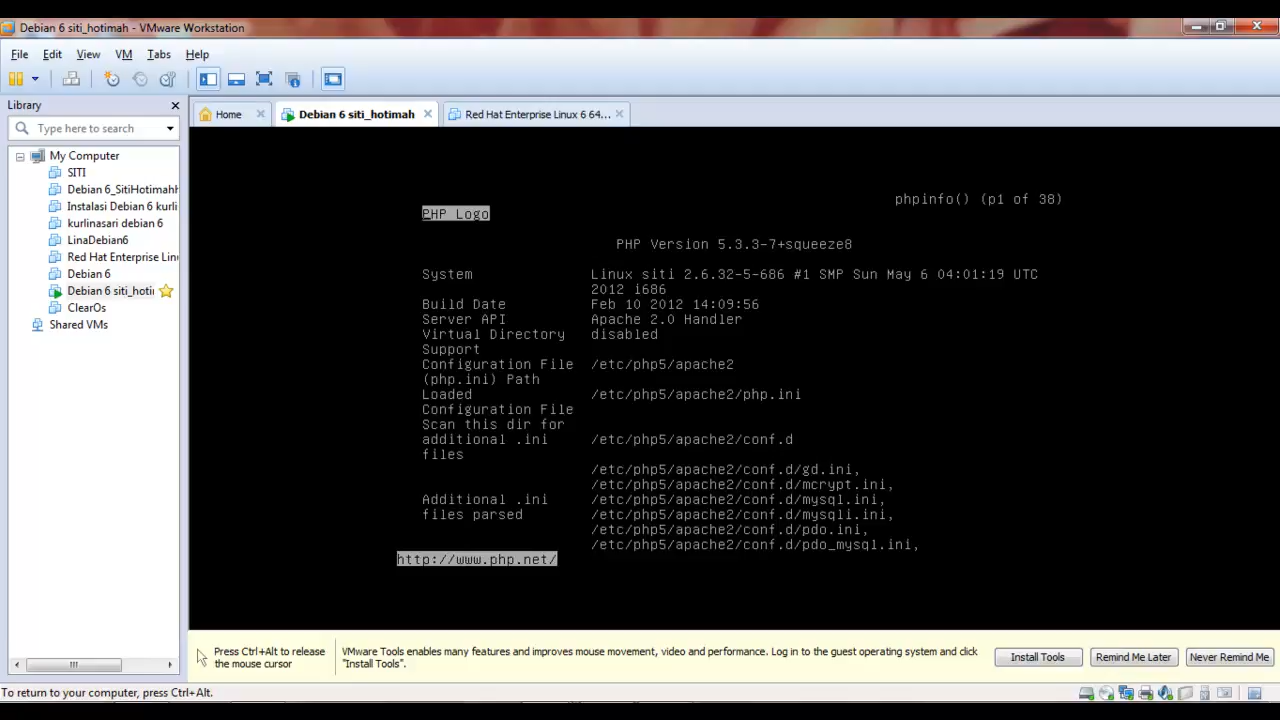 Debian 6 siti_hotimah - VMware Workstation
File Edit View VM Tabs Help
Library
Type here to search
My Computer
SITI
Debian 6_SitiHotimahh
Instalasi Debian 6 kurli
kurlinasari debian 6
LinaDebian6
Red Hat Enterprise Linu
Debian 6
Debian 6 siti_hoti
ClearOs
Shared VMs
Home
Debian 6 siti_hotimah
Red Hat Enterprise Linux 6 64...
phpinfo() (p1 of 38)
PHP Logo
PHP Version 5.3.3-7+squeeze8
System Linux siti 2.6.32-5-686 #1 SMP Sun May 6 04:01:19 UTC
2012 i686
Build Date Feb 10 2012 14:09:56
Server API Apache 2.0 Handler
Virtual Directory disabled
Support
Configuration File /etc/php5/apache2
(php.ini) Path
Loaded /etc/php5/apache2/php.ini
Configuration File
Scan this dir for
additional .ini /etc/php5/apache2/conf.d
files
/etc/php5/apache2/conf.d/gd.ini,
/etc/php5/apache2/conf.d/mcrypt.ini,
Additional .ini /etc/php5/apache2/conf.d/mysql.ini,
files parsed /etc/php5/apache2/conf.d/mysqli.ini,
/etc/php5/apache2/conf.d/pdo.ini,
/etc/php5/apache2/conf.d/pdo_mysql.ini,
http://www.php.net/
Press Ctrl+Alt to release
the mouse cursor
VMware Tools enables many features and improves mouse movement, video and performance. Log in to the guest operating system and click
"Install Tools".
Install Tools
Remind Me Later
Never Remind Me
To return to your computer, press Ctrl+Alt.